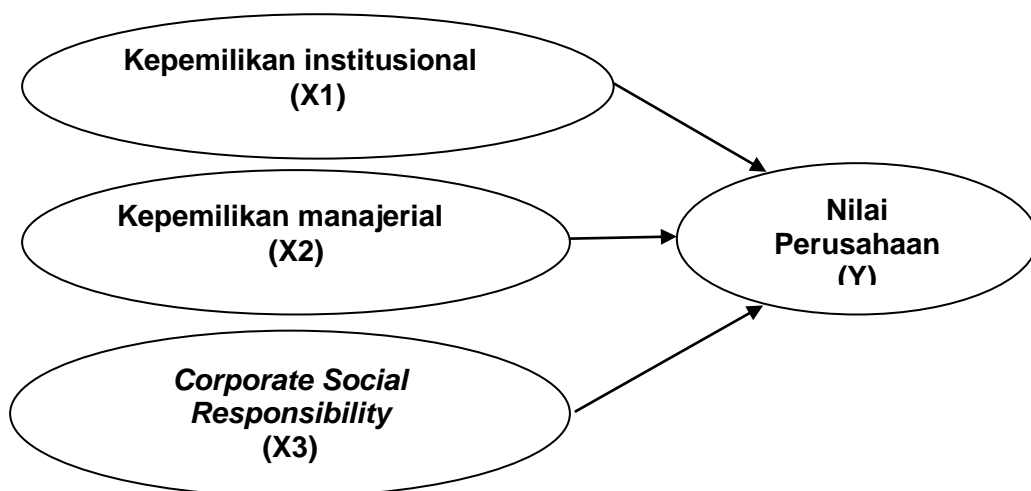 Kepemilikan institusional
(X1)
Kepemilikan manajerial
(X2)
Corporate Social
Responsibility
(X3)
Nilai
Perusahaan
(Y)